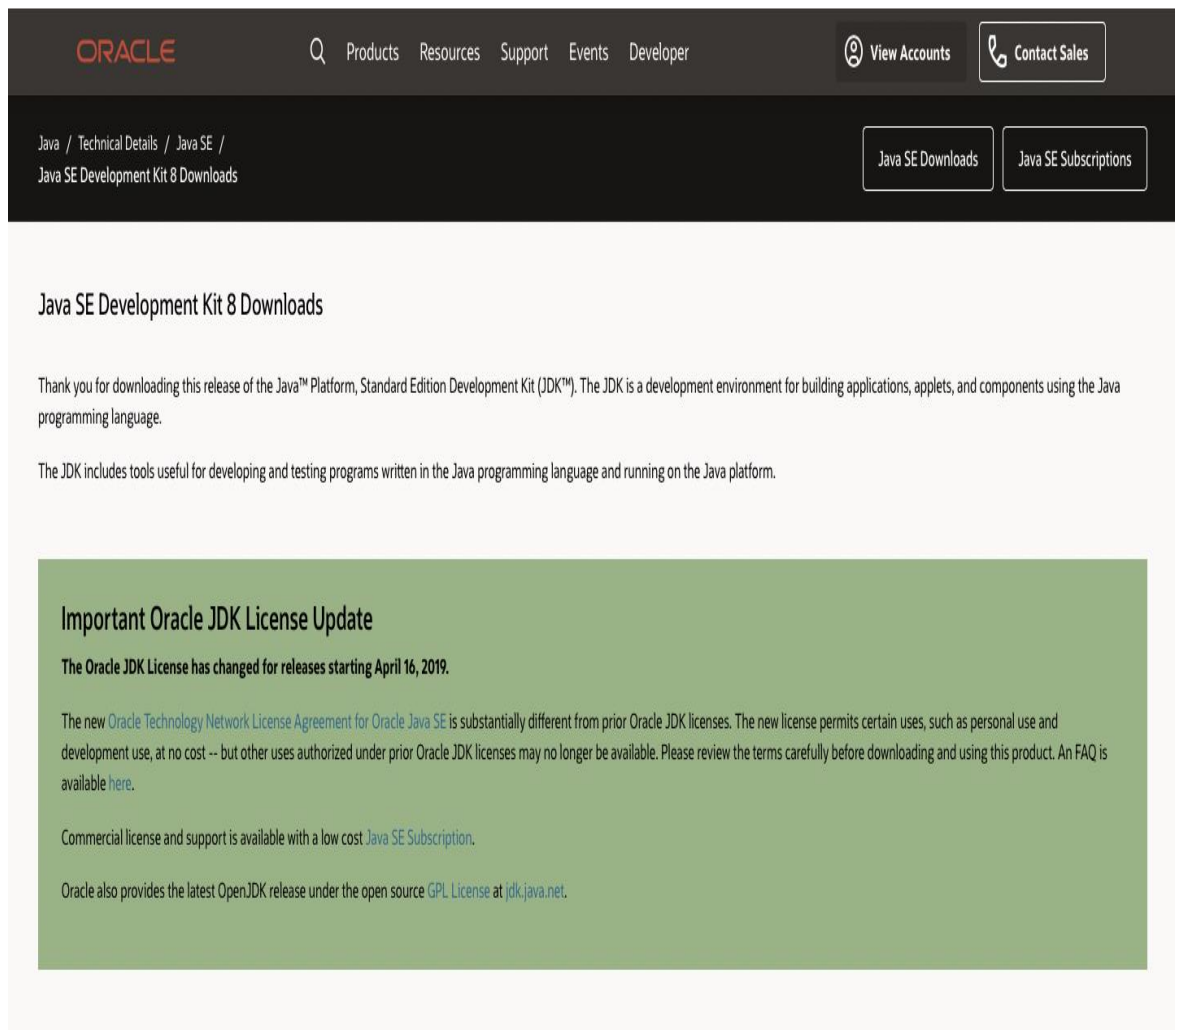 ORACLE
Products Resources Support Events Developer
View Accounts
Contact Sales
Java / Technical Details / Java SE /
Java SE Development Kit 8 Downloads
Java SE Downloads
Java SE Subscriptions
Java SE Development Kit 8 Downloads
Thank you for downloading this release of the Java™ Platform, Standard Edition Development Kit (JDK™). The JDK is a development environment for building applications, applets, and components using the Java
programming language.
The JDK includes tools useful for developing and testing programs written in the Java programming language and running on the Java platform.
Important Oracle JDK License Update
The Oracle JDK License has changed for releases starting April 16, 2019.
The new Oracle Technology Network License Agreement for Oracle Java SE is substantially different from prior Oracle JDK licenses. The new license permits certain uses, such as personal use and
development use, at no cost -- but other uses authorized under prior Oracle JDK licenses may no longer be available. Please review the terms carefully before downloading and using this product. An FAQ is
available here.
Commercial license and support is available with a low cost Java SE Subscription.
Oracle also provides the latest OpenJDK release under the open source GPL License at jdk.java.net.